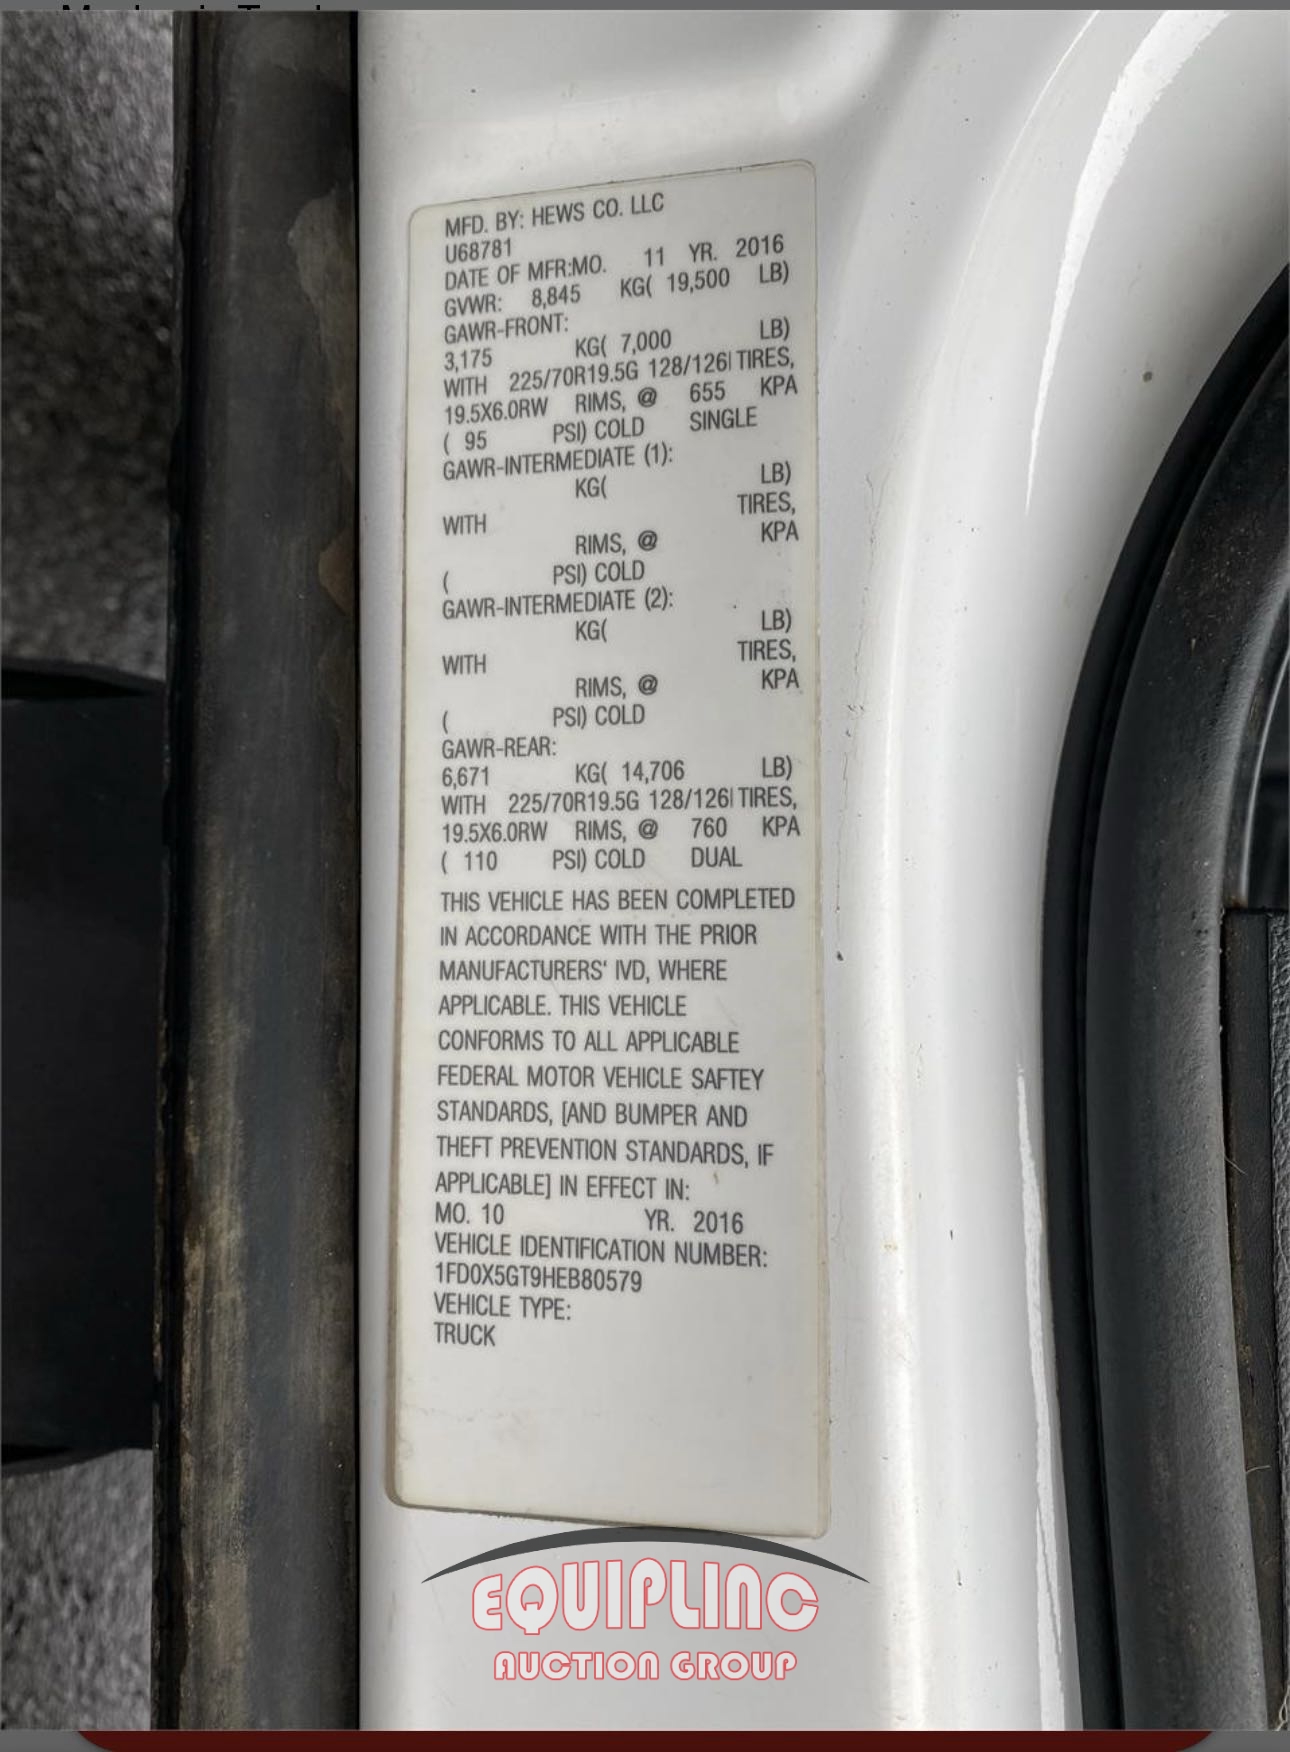 MFD. BY: HEWS CO. LLC
U68781
DATE OF MFR:MO. 11 YR. 2016
GVWR: 8,845 KG( 19,500 LB)
GAWR-FRONT:
3,175 KG( 7,000 LB)
WITH 225/70R19.5G 128/126| TIRES,
19.5X6.0RW RIMS, @ 655 KPA
( 95 PSI) COLD SINGLE
GAWR-INTERMEDIATE (1):
KG( LB)
WITH TIRES,
RIMS, @ KPA
( PSI) COLD
GAWR-INTERMEDIATE (2):
KG( LB)
WITH TIRES,
RIMS, @ KPA
( PSI) COLD
GAWR-REAR:
6,671 KG( 14,706 LB)
WITH 225/70R19.5G 128/126| TIRES,
19.5X6.0RW RIMS, @ 760 KPA
( 110 PSI) COLD DUAL
THIS VEHICLE HAS BEEN COMPLETED
IN ACCORDANCE WITH THE PRIOR
MANUFACTURERS' IVD, WHERE
APPLICABLE. THIS VEHICLE
CONFORMS TO ALL APPLICABLE
FEDERAL MOTOR VEHICLE SAFTEY
STANDARDS, [AND BUMPER AND
THEFT PREVENTION STANDARDS, IF
APPLICABLE] IN EFFECT IN:
MO. 10 YR. 2016
VEHICLE IDENTIFICATION NUMBER:
1FD0X5GT9HEB80579
VEHICLE TYPE:
TRUCK
EQUIPLINC
AUCTION GROUP